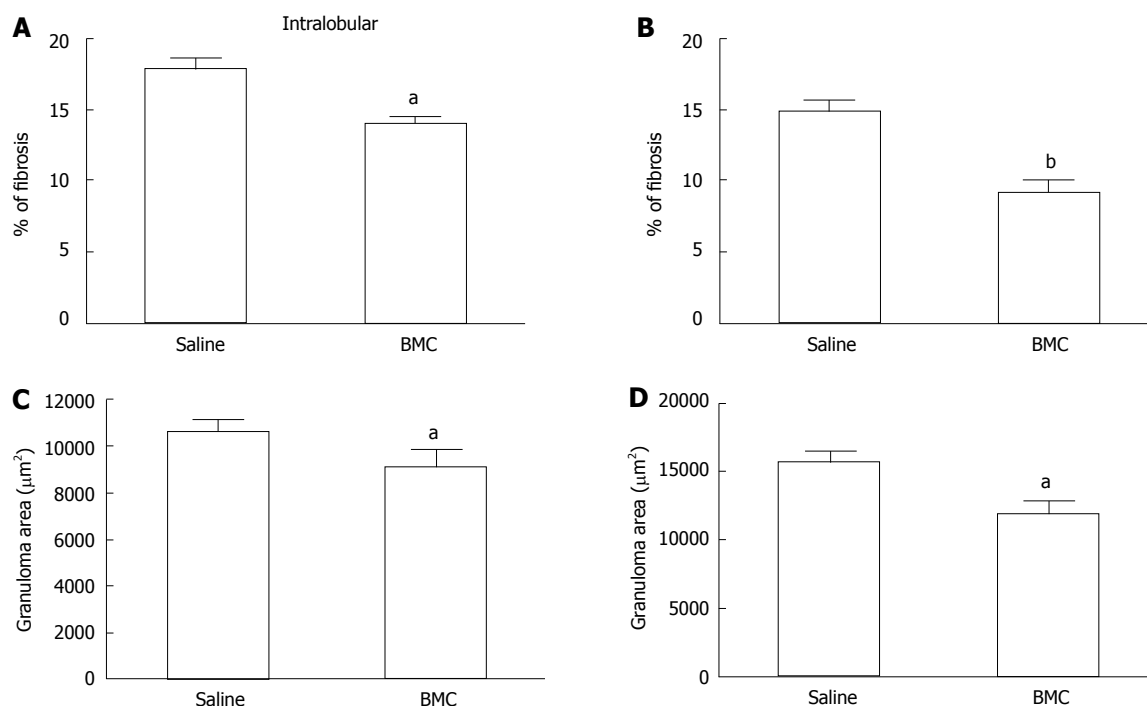 A
Intralobular
20
15
10
5
0
% of fibrosis
a
Saline BMC
B
20
15
10
5
0
% of fibrosis
b
Saline BMC
C
12000
10000
8000
6000
4000
2000
0
Granuloma area (μm²)
a
Saline BMC
D
20000
15000
10000
5000
0
Granuloma area (μm²)
a
Saline BMC